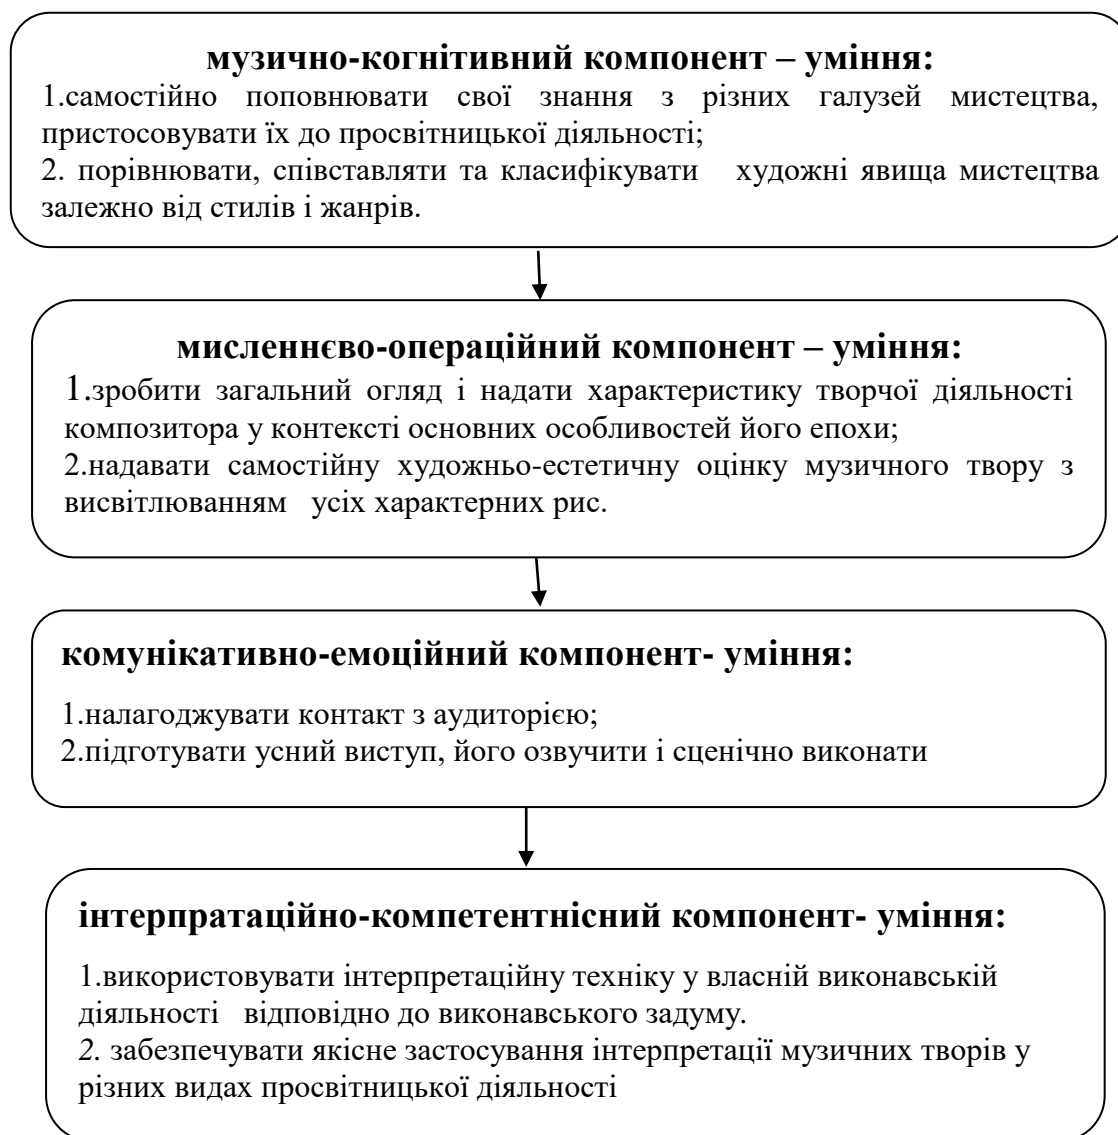 музично-когнітивний компонент – уміння:
1.самостійно поповнювати свої знання з різних галузей мистецтва,
пристосовувати їх до просвітницької діяльності;
2. порівнювати, співставляти та класифікувати художні явища мистецтва
залежно від стилів і жанрів.
мисленнєво-операційний компонент – уміння:
1.зробити загальний огляд і надати характеристику творчої діяльності
композитора у контексті основних особливостей його епохи;
2.надавати самостійну художньо-естетичну оцінку музичного твору з
висвітлюванням усіх характерних рис.
комунікативно-емоційний компонент- уміння:
1.налагоджувати контакт з аудиторією;
2.підготувати усний виступ, його озвучити і сценічно виконати
інтерпратаційно-компетентнісний компонент- уміння:
1.використовувати інтерпретаційну техніку у власній виконавській
діяльності відповідно до виконавського задуму.
2. забезпечувати якісне застосування інтерпретації музичних творів у
різних видах просвітницької діяльності